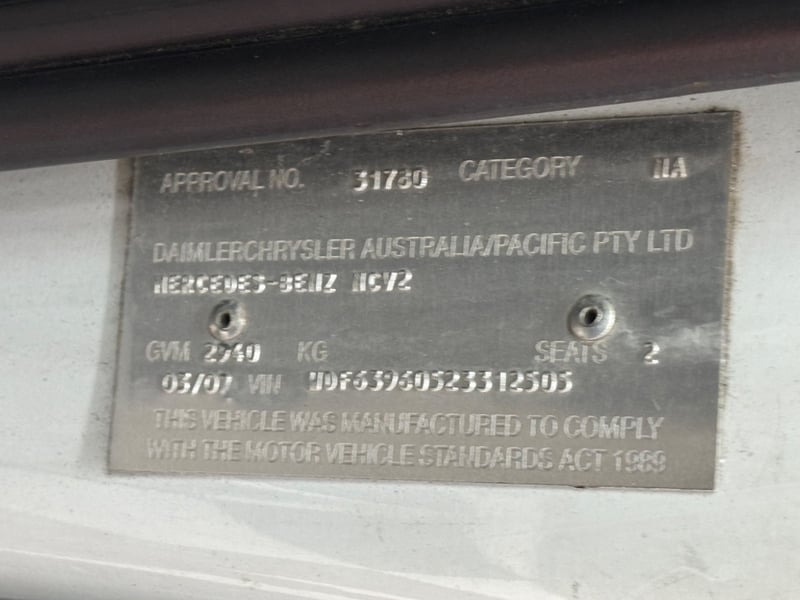 APPROVAL NO. 31780 CATEGORY NA
DAIMLERCHRYSLER AUSTRALIA/PACIFIC PTY LTD
MERCEDES-BENZ NCV2
GVM 2940 KG SEATS 2
03/07 VIN WDF63960323312503
THIS VEHICLE WAS MANUFACTURED TO COMPLY
WITH THE MOTOR VEHICLE STANDARDS ACT 1989